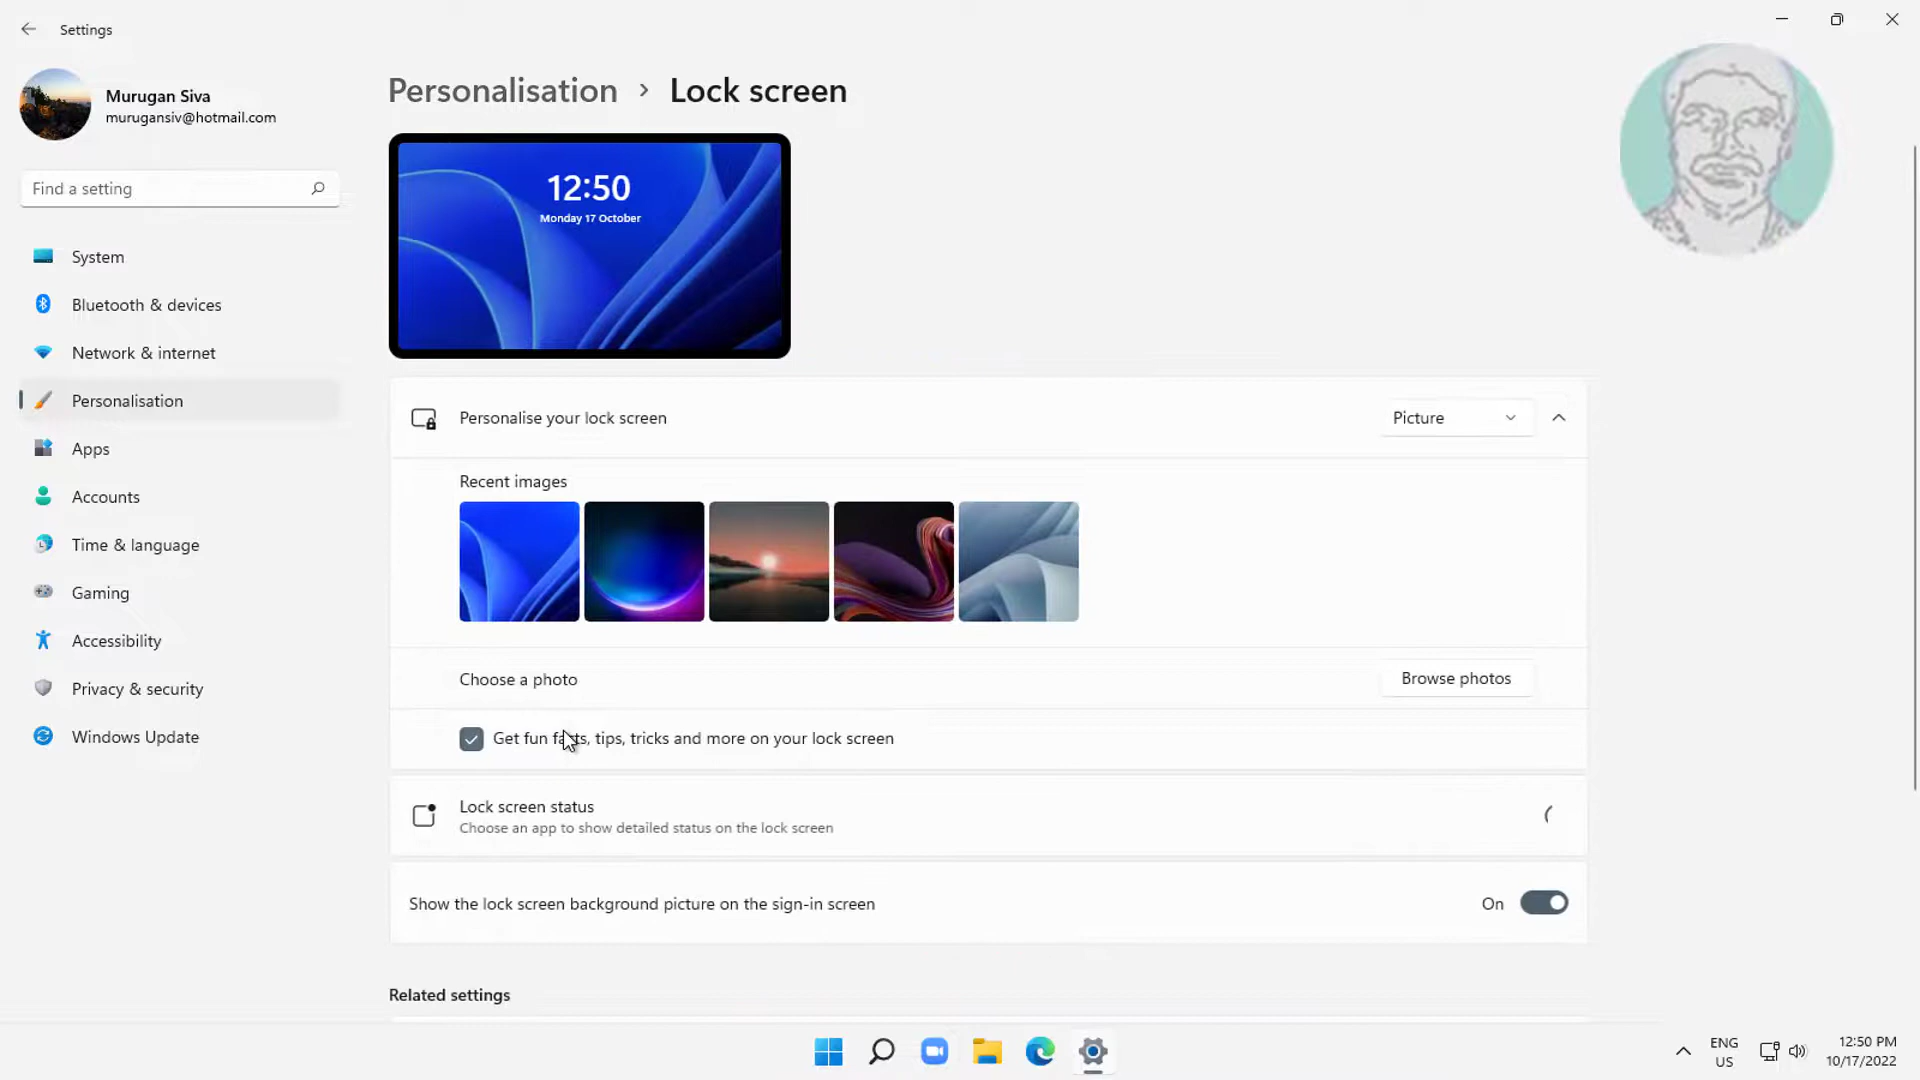 Settings
Murugan Siva
murugansiv@hotmail.com
Find a setting
System
Bluetooth & devices
Network & internet
Personalisation
Apps
Accounts
Time & language
Gaming
Accessibility
Privacy & security
Windows Update
Personalisation > Lock screen
12:50
Monday 17 October
Personalise your lock screen
Picture
Recent images
Choose a photo
Browse photos
Get fun facts, tips, tricks and more on your lock screen
Lock screen status
Choose an app to show detailed status on the lock screen
Show the lock screen background picture on the sign-in screen
On
Related settings
ENG
US
12:50 PM
10/17/2022